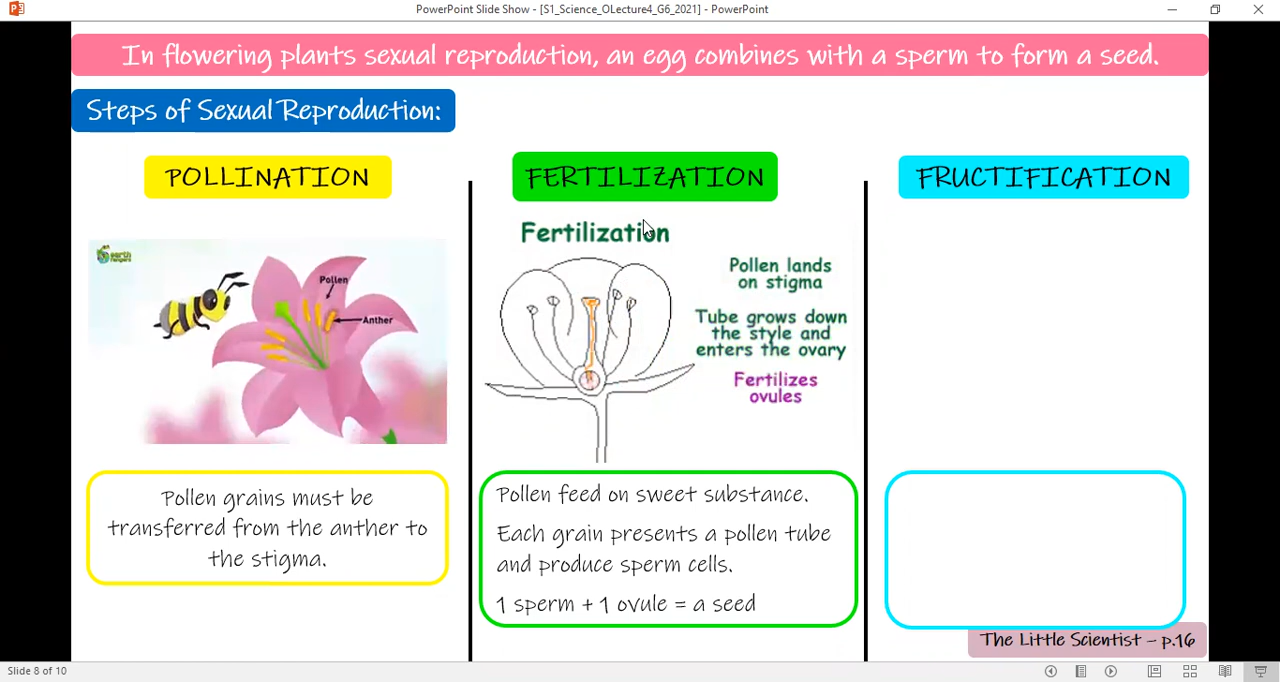 PowerPoint Slide Show - [S1_Science_OLecture4_G6_2021] - PowerPoint
In flowering plants sexual reproduction, an egg combines with a sperm to form a seed.
Steps of Sexual Reproduction:
POLLINATION
earth rangers
Pollen
Anther
Pollen grains must be
transferred from the anther to
the stigma.
FERTILIZATION
Fertilization
Pollen lands
on stigma
Tube grows down
the style and
enters the ovary
Fertilizes
ovules
Pollen feed on sweet substance.
Each grain presents a pollen tube
and produce sperm cells.
1 sperm + 1 ovule = a seed
FRUCTIFICATION
The Little Scientist – p.16
Slide 8 of 10